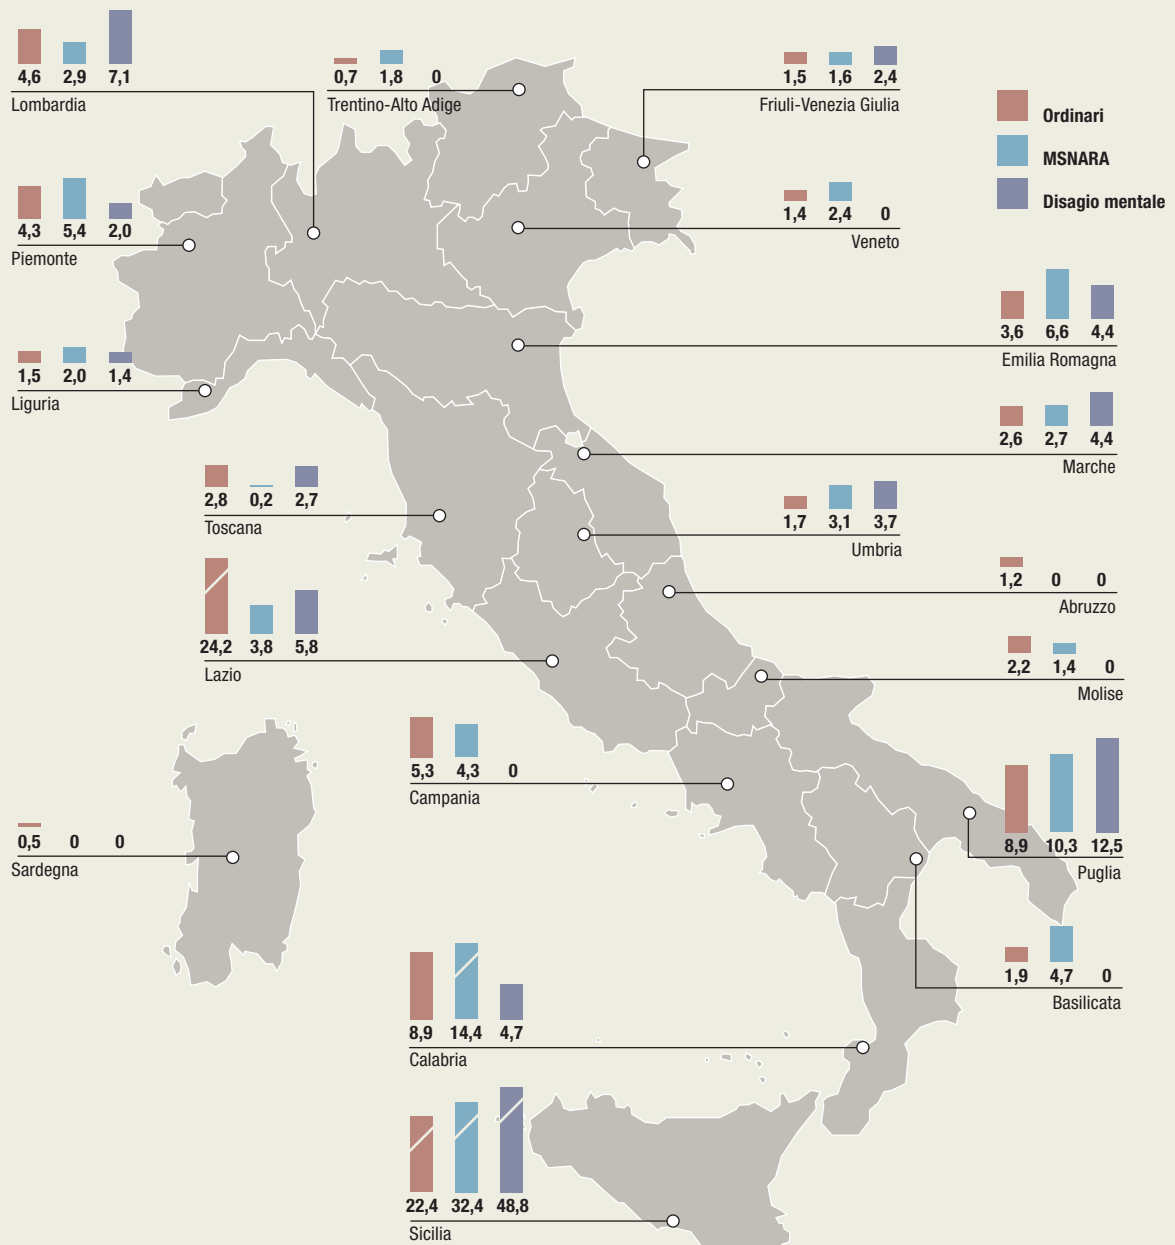 4,6 2,9 7,1
Lombardia
0,7 1,8 0
Trentino-Alto Adige
1,5 1,6 2,4
Friuli-Venezia Giulia
Ordinari
MSNARA
Disagio mentale
4,3 5,4 2,0
Piemonte
1,4 2,4 0
Veneto
3,6 6,6 4,4
Emilia Romagna
1,5 2,0 1,4
Liguria
2,6 2,7 4,4
Marche
2,8 0,2 2,7
Toscana
1,7 3,1 3,7
Umbria
1,2 0 0
Abruzzo
24,2 3,8 5,8
Lazio
2,2 1,4 0
Molise
5,3 4,3 0
Campania
0,5 0 0
Sardegna
8,9 10,3 12,5
Puglia
1,9 4,7 0
Basilicata
8,9 14,4 4,7
Calabria
22,4 32,4 48,8
Sicilia